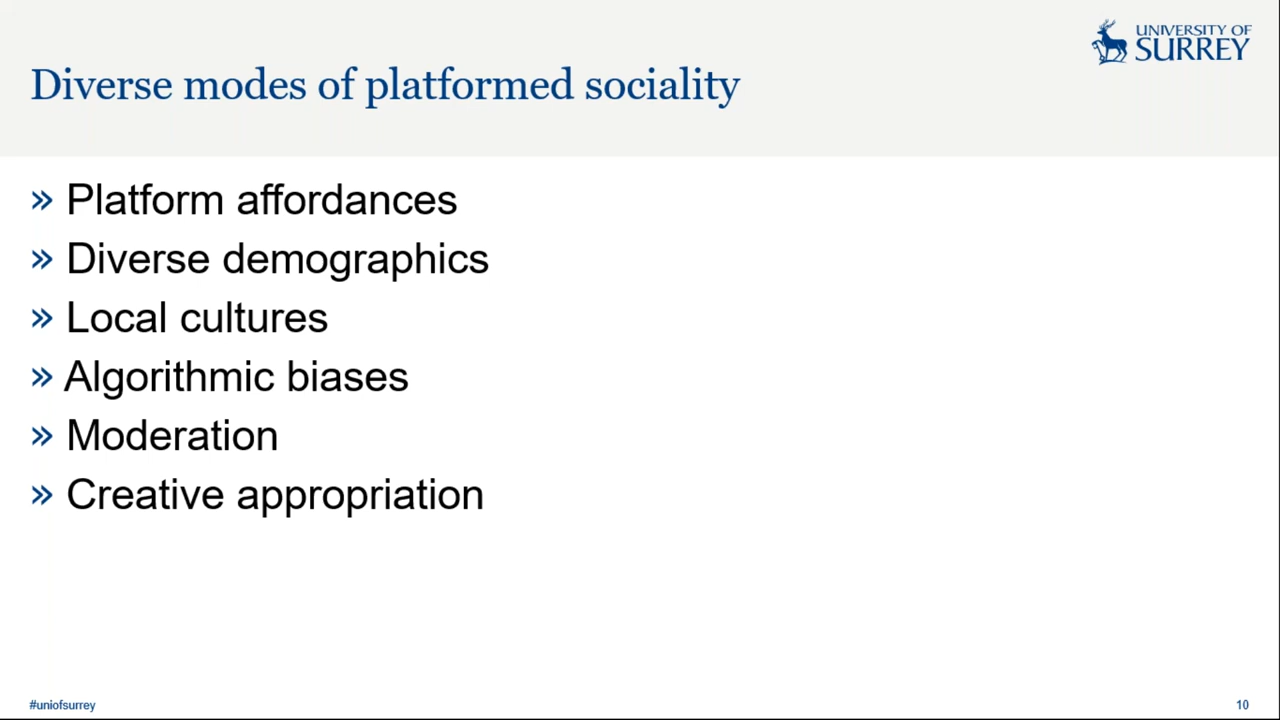 UNIVERSITY OF
SURREY
Diverse modes of platformed sociality
» Platform affordances
» Diverse demographics
» Local cultures
» Algorithmic biases
» Moderation
» Creative appropriation
#uniofsurrey
10